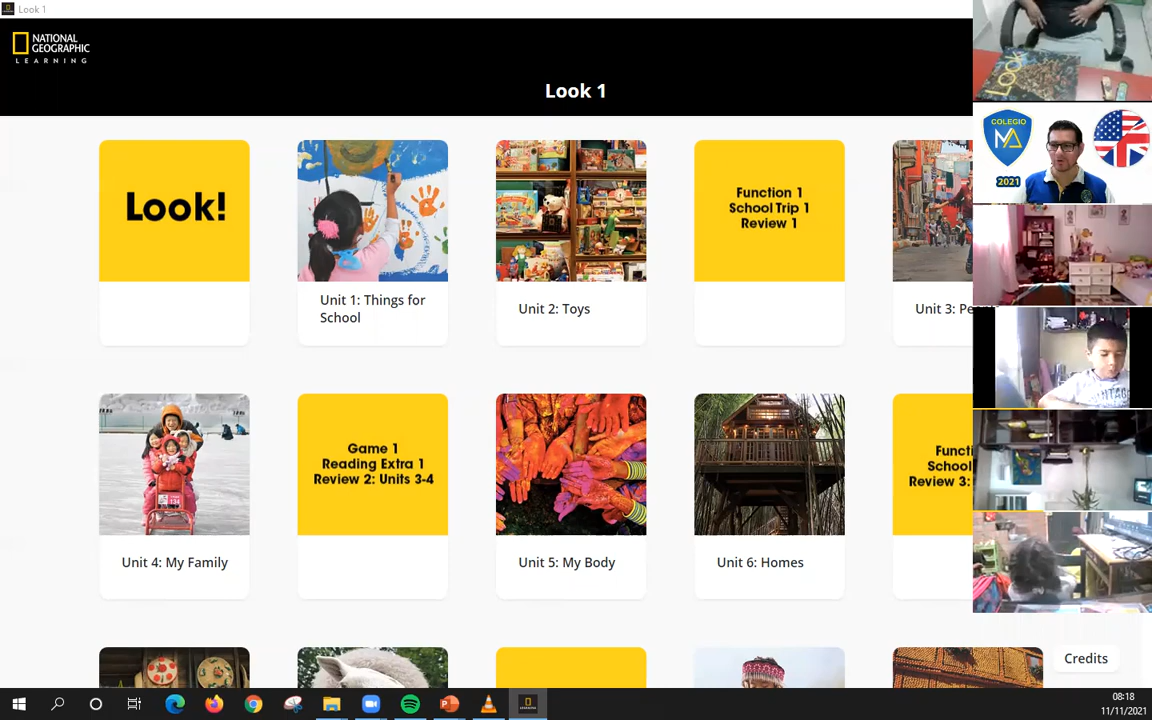 Look 1
NATIONAL
GEOGRAPHIC
LEARNING
Look 1
Look!
Unit 1: Things for
School
Unit 2: Toys
Function 1
School Trip 1
Review 1
Unit 3: Pe
LOOK
COLEGIO
MA
2021
Unit 4: My Family
134
Game 1
Reading Extra 1
Review 2: Units 3-4
Unit 5: My Body
Unit 6: Homes
Functi
School
Review 3:
Credits
08:18
11/11/2021